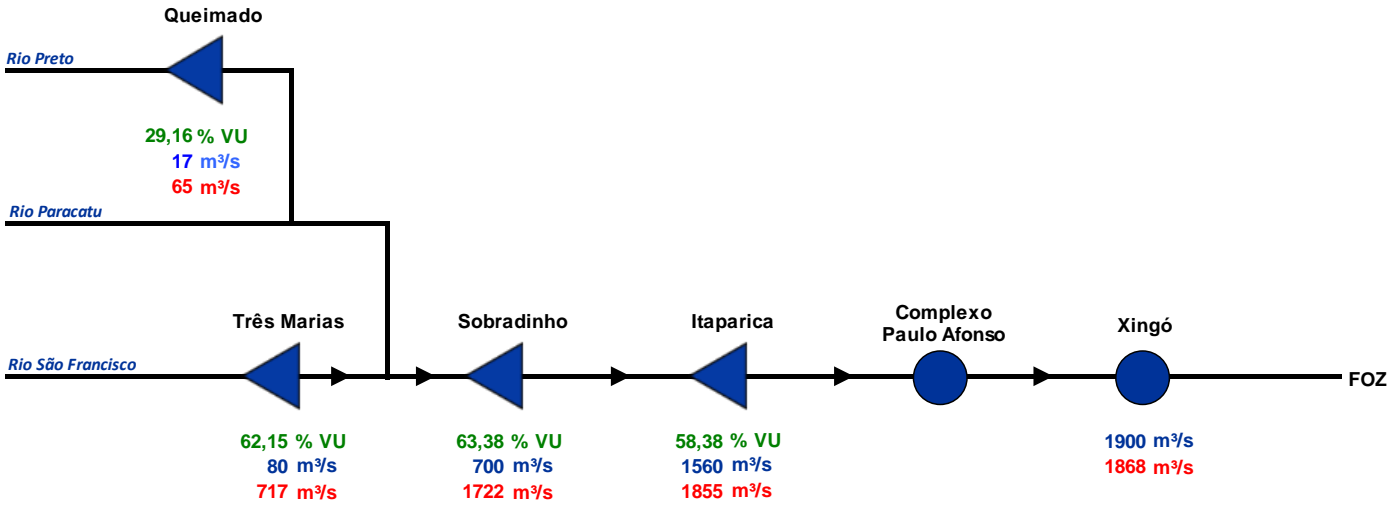 Queimado
Rio Preto
29,16 % VU
17 m³/s
65 m³/s
Rio Paracatu
Três Marias
Sobradinho
Itaparica
Complexo
Paulo Afonso
Xingó
Rio São Francisco
FOZ
62,15 % VU
80 m³/s
717 m³/s
63,38 % VU
700 m³/s
1722 m³/s
58,38 % VU
1560 m³/s
1855 m³/s
1900 m³/s
1868 m³/s